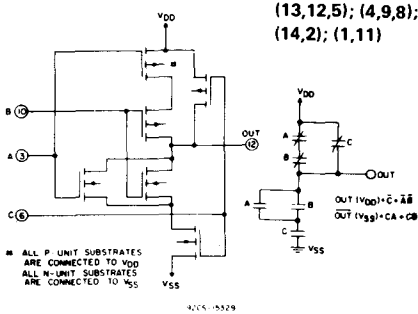 (13,12,5); (4,9,8);
(14,2); (1,11)
VDD
*
B 10
A 3
C 6
OUT
12
VSS
VDD
A
C
B
OUT
A
B
C
VSS
OUT (VDD)=C̅+A̅B̅
O̅U̅T̅ (VSS)=CA+CB
* ALL P-UNIT SUBSTRATES
ARE CONNECTED TO VDD
ALL N-UNIT SUBSTRATES
ARE CONNECTED TO VSS
92CS-15329